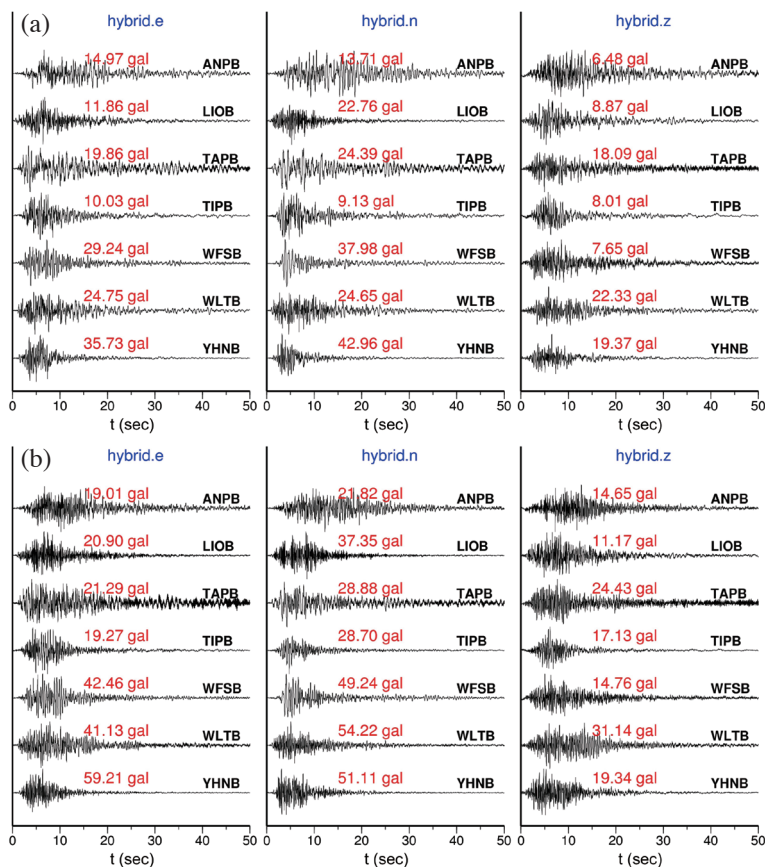 (a)
hybrid.e hybrid.n hybrid.z
14.97 gal ANPB 13.71 gal ANPB 6.48 gal ANPB
11.86 gal LIOB 22.76 gal LIOB 8.87 gal LIOB
19.86 gal TAPB 24.39 gal TAPB 18.09 gal TAPB
10.03 gal TIPB 9.13 gal TIPB 8.01 gal TIPB
29.24 gal WFSB 37.98 gal WFSB 7.65 gal WFSB
24.75 gal WLTB 24.65 gal WLTB 22.33 gal WLTB
35.73 gal YHNB 42.96 gal YHNB 19.37 gal YHNB
0 10 20 30 40 50 0 10 20 30 40 50 0 10 20 30 40 50
t (sec) t (sec) t (sec)
(b)
hybrid.e hybrid.n hybrid.z
19.01 gal ANPB 21.82 gal ANPB 14.65 gal ANPB
20.90 gal LIOB 37.35 gal LIOB 11.17 gal LIOB
21.29 gal TAPB 28.88 gal TAPB 24.43 gal TAPB
19.27 gal TIPB 28.70 gal TIPB 17.13 gal TIPB
42.46 gal WFSB 49.24 gal WFSB 14.76 gal WFSB
41.13 gal WLTB 54.22 gal WLTB 31.14 gal WLTB
59.21 gal YHNB 51.11 gal YHNB 19.34 gal YHNB
0 10 20 30 40 50 0 10 20 30 40 50 0 10 20 30 40 50
t (sec) t (sec) t (sec)